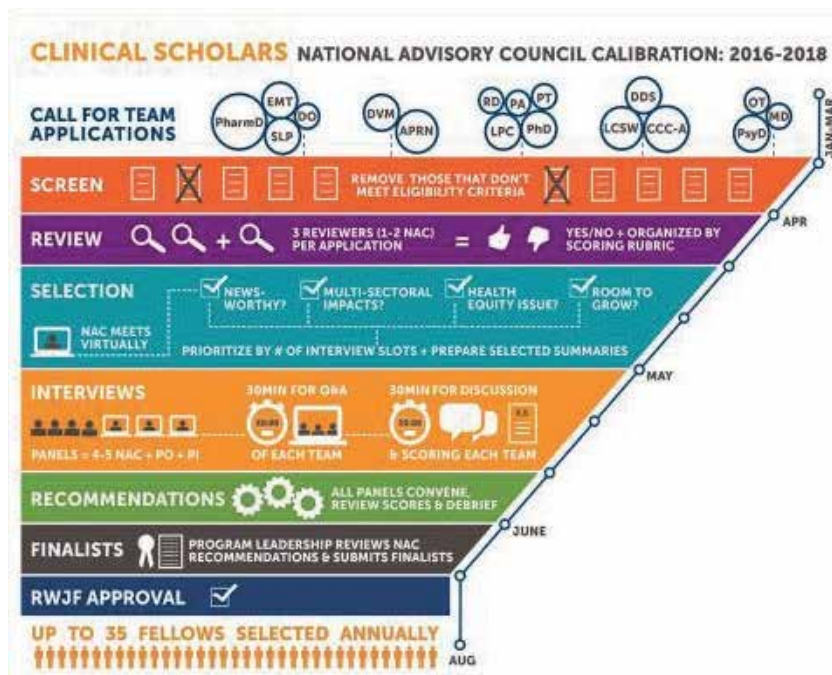 CLINICAL SCHOLARS NATIONAL ADVISORY COUNCIL CALIBRATION: 2016-2018
CALL FOR TEAM
APPLICATIONS
PharmD
EMT
DO
SLP
DVM
APRN
RD
PA
PT
LPC
PhD
DDS
LCSW
CCC-A
OT
MD
PsyD
JAN-MAR
SCREEN
REMOVE THOSE THAT DON'T
MEET ELIGIBILITY CRITERIA
APR
REVIEW
+
3 REVIEWERS (1-2 NAC)
PER APPLICATION
=
YES/NO + ORGANIZED BY
SCORING RUBRIC
SELECTION
NEWS-
WORTHY?
MULTI-SECTORAL
IMPACTS?
HEALTH
EQUITY ISSUE?
ROOM TO
GROW?
NAC MEETS
VIRTUALLY
PRIORITIZE BY # OF INTERVIEW SLOTS + PREPARE SELECTED SUMMARIES
MAY
INTERVIEWS
30MIN FOR Q&A
30MIN FOR DISCUSSION
PANELS = 4-5 NAC + PO + PI
OF EACH TEAM
& SCORING EACH TEAM
RECOMMENDATIONS
ALL PANELS CONVENE,
REVIEW SCORES & DEBRIEF
JUNE
FINALISTS
PROGRAM LEADERSHIP REVIEWS NAC
RECOMMENDATIONS & SUBMITS FINALISTS
RWJF APPROVAL
UP TO 35 FELLOWS SELECTED ANNUALLY
AUG